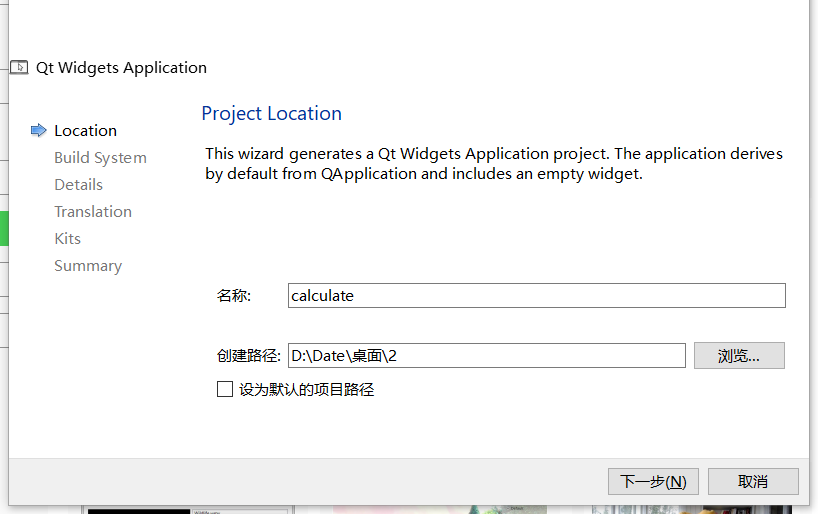 Qt Widgets Application
Location
Build System
Details
Translation
Kits
Summary
Project Location
This wizard generates a Qt Widgets Application project. The application derives
by default from QApplication and includes an empty widget.
名称:
calculate
创建路径:
D:\Date\桌面\2
浏览...
设为默认的项目路径
下一步(N)
取消